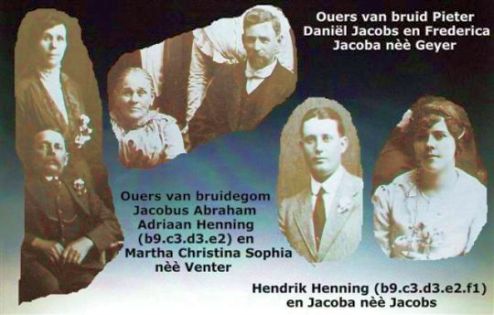 Ouers van bruid Pieter
Daniël Jacobs en Frederica
Jacoba nèè Geyer
Ouers van bruidegom
Jacobus Abraham
Adriaan Henning
(b9.c3.d3.e2) en
Martha Christina Sophia
nèè Venter
Hendrik Henning (b9.c3.d3.e2.f1)
en Jacoba nèè Jacobs